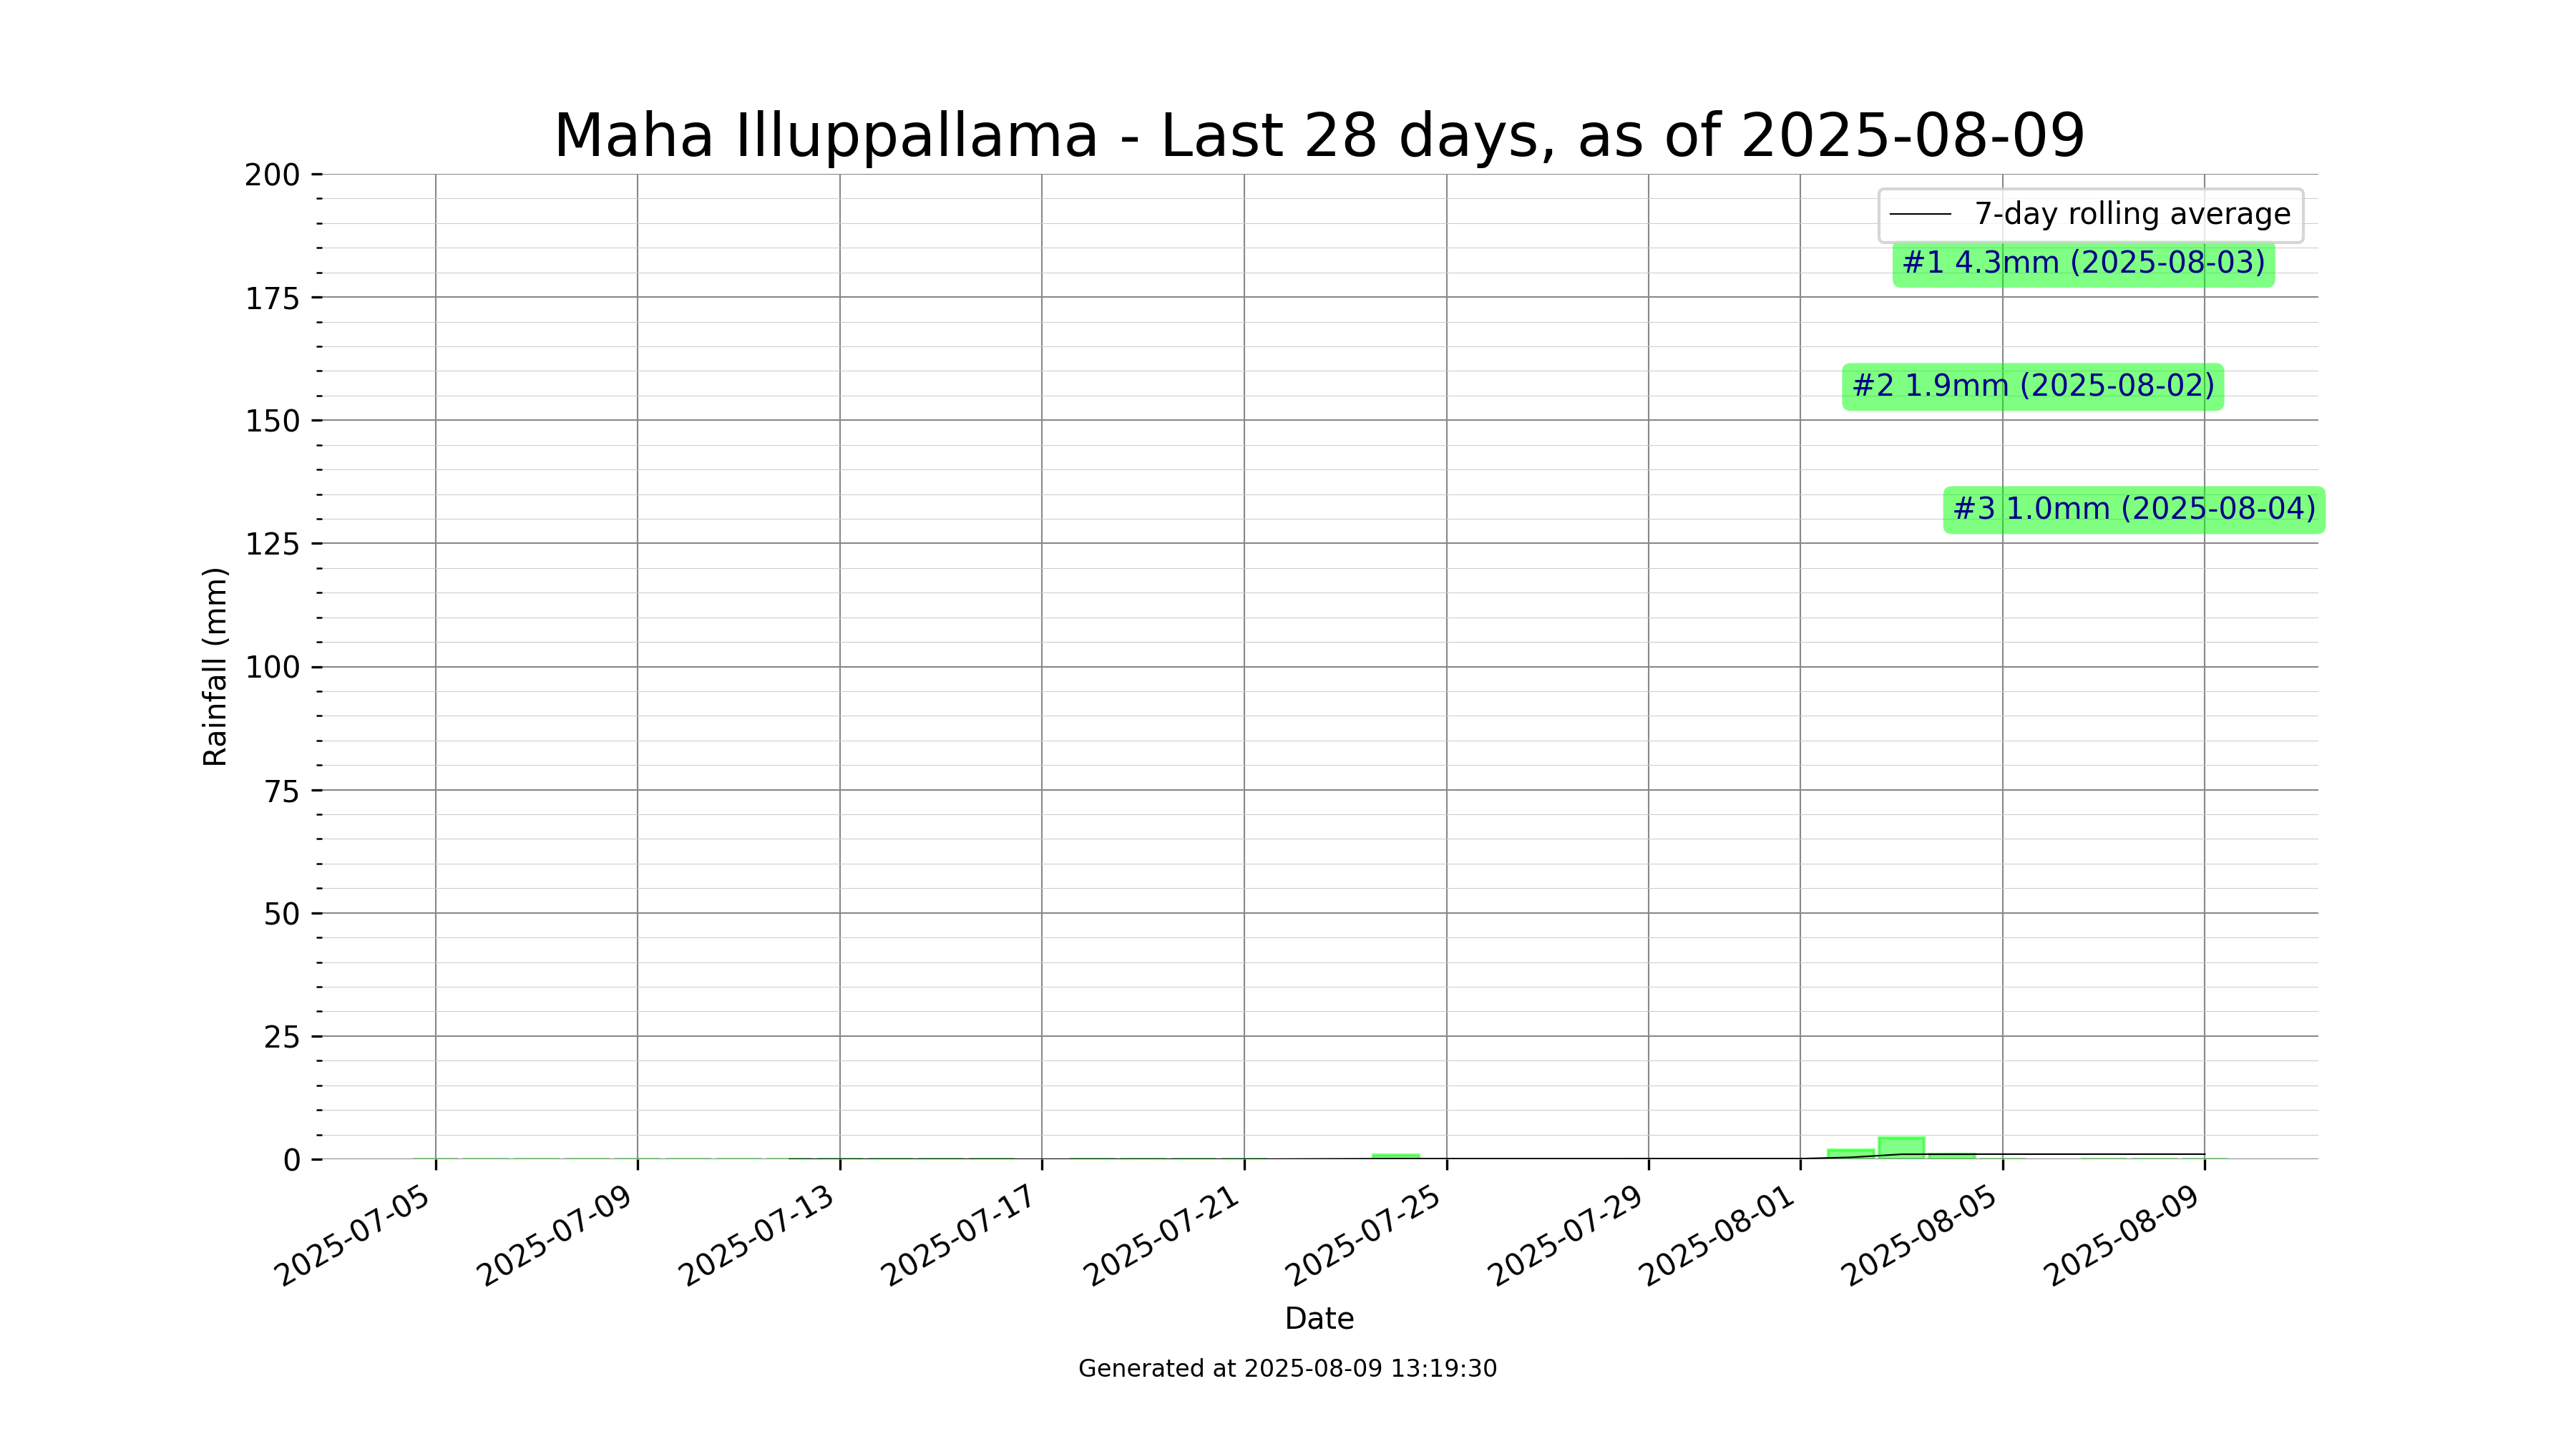 Maha Illuppallama - Last 28 days, as of 2025-08-09
7-day rolling average
#1 4.3mm (2025-08-03)
#2 1.9mm (2025-08-02)
#3 1.0mm (2025-08-04)
Rainfall (mm)
200
175
150
125
100
75
50
25
0
2025-07-05
2025-07-09
2025-07-13
2025-07-17
2025-07-21
2025-07-25
2025-07-29
2025-08-01
2025-08-05
2025-08-09
Date
Generated at 2025-08-09 13:19:30